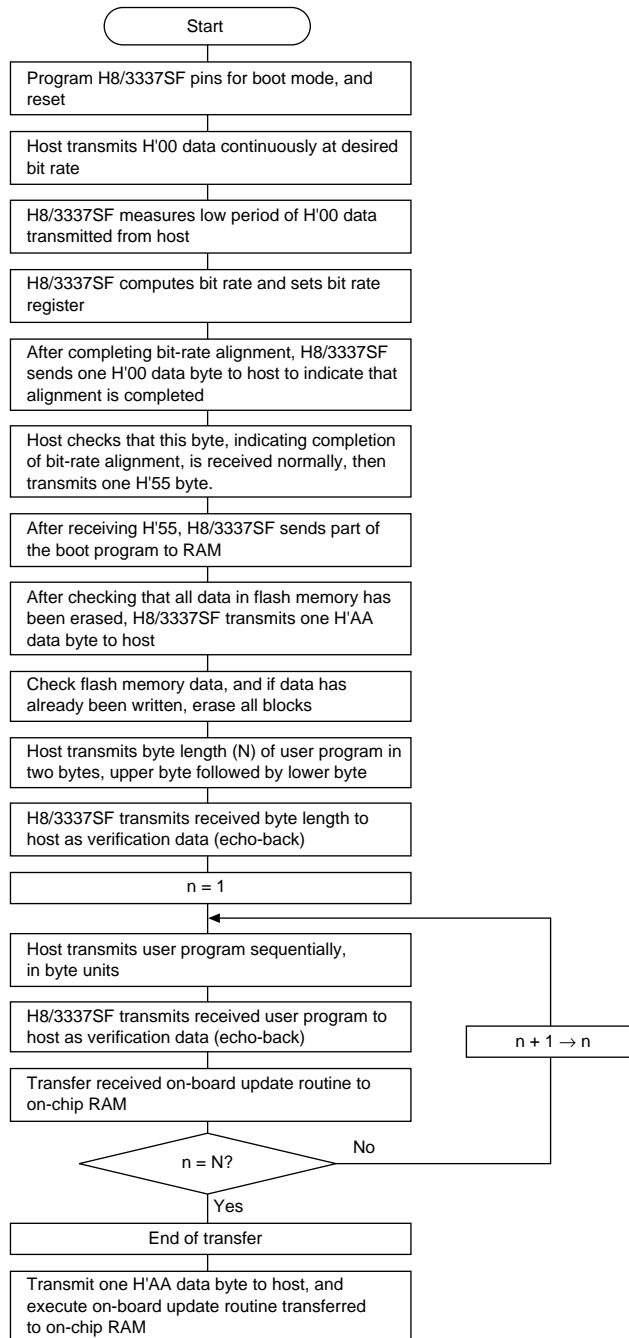 Start
Program H8/3337SF pins for boot mode, and
reset
Host transmits H'00 data continuously at desired
bit rate
H8/3337SF measures low period of H'00 data
transmitted from host
H8/3337SF computes bit rate and sets bit rate
register
After completing bit-rate alignment, H8/3337SF
sends one H'00 data byte to host to indicate that
alignment is completed
Host checks that this byte, indicating completion
of bit-rate alignment, is received normally, then
transmits one H'55 byte.
After receiving H'55, H8/3337SF sends part of
the boot program to RAM
After checking that all data in flash memory has
been erased, H8/3337SF transmits one H'AA
data byte to host
Check flash memory data, and if data has
already been written, erase all blocks
Host transmits byte length (N) of user program in
two bytes, upper byte followed by lower byte
H8/3337SF transmits received byte length to
host as verification data (echo-back)
n = 1
Host transmits user program sequentially,
in byte units
H8/3337SF transmits received user program to
host as verification data (echo-back)
n + 1 → n
Transfer received on-board update routine to
on-chip RAM
n = N?
No
Yes
End of transfer
Transmit one H'AA data byte to host, and
execute on-board update routine transferred
to on-chip RAM